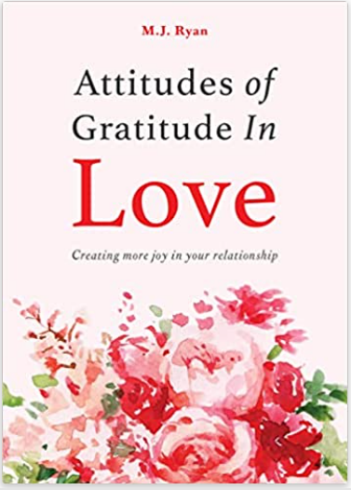 M.J. Ryan
Attitudes of
Gratitude In
Love
Creating more joy in your relationship